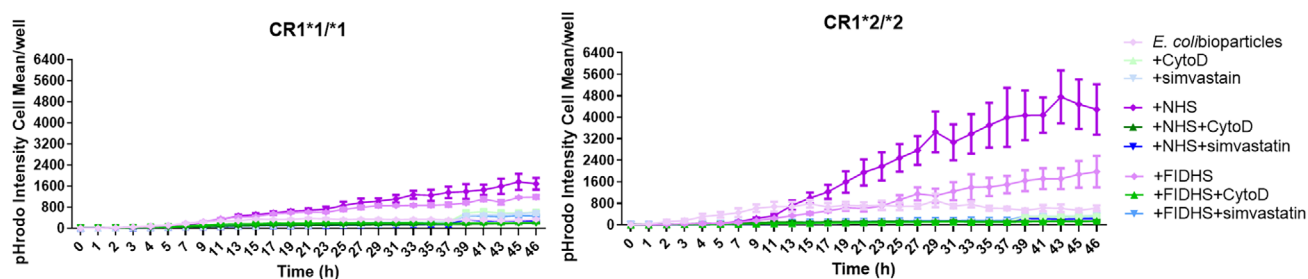 CR1*1/*1
pHrodo Intensity Cell Mean/well
6400
5600
4800
4000
3200
2400
1600
800
0
0 1 2 3 4 5 7 9 11 13 15 17 19 21 23 25 27 29 31 33 35 37 39 41 43 45 46
Time (h)
CR1*2/*2
pHrodo Intensity Cell Mean/well
6400
5600
4800
4000
3200
2400
1600
800
0
0 1 2 3 4 5 7 9 11 13 15 17 19 21 23 25 27 29 31 33 35 37 39 41 43 45 46
Time (h)
E. colibioparticles
+CytoD
+simvastain
+NHS
+NHS+CytoD
+NHS+simvastatin
+FIDHS
+FIDHS+CytoD
+FIDHS+simvastatin